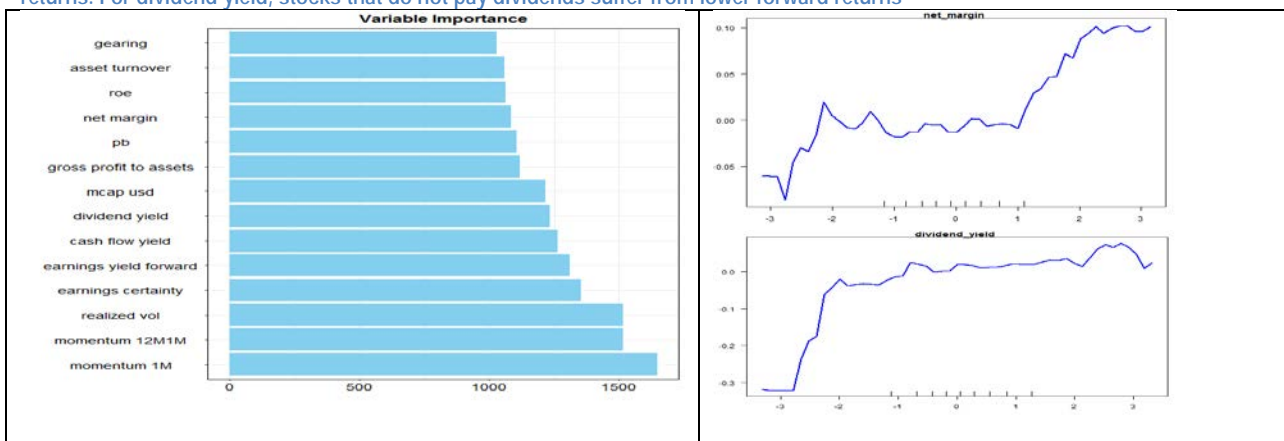 returns. For dividend yield, stocks that do not pay dividends suffer from lower forward returns
Variable Importance
gearing
asset turnover
roe
net margin
pb
gross profit to assets
mcap usd
dividend yield
cash flow yield
earnings yield forward
earnings certainty
realized vol
momentum 12M1M
momentum 1M
0 500 1000 1500
net_margin
0.10
0.05
0.00
-0.05
-3 -2 -1 0 1 2 3
dividend_yield
0.0
-0.1
-0.2
-0.3
-3 -2 -1 0 1 2 3